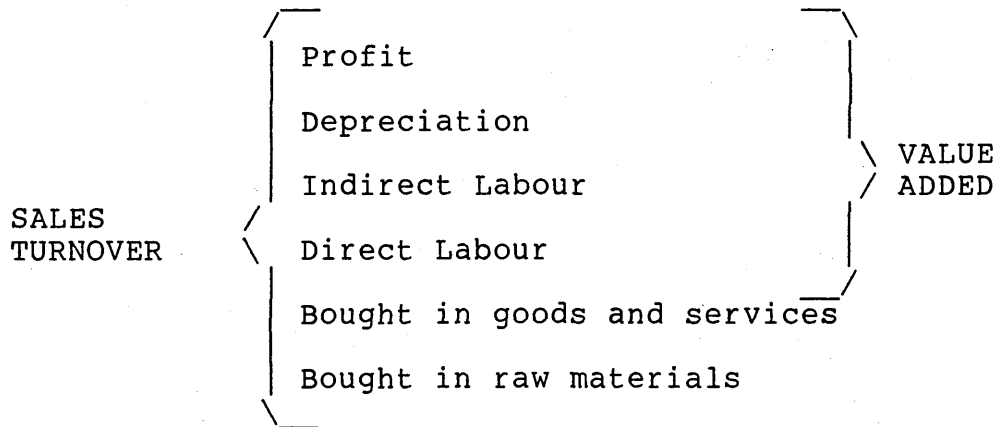 Profit
Depreciation
VALUE
Indirect Labour
ADDED
SALES
TURNOVER
Direct Labour
Bought in goods and services
Bought in raw materials